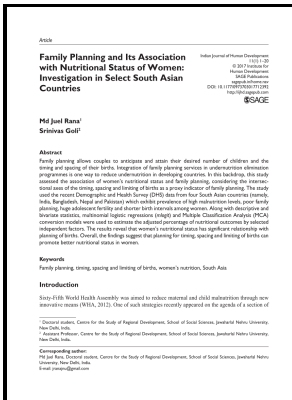 Article
Family Planning and Its Association
with Nutritional Status of Women:
Investigation in Select South Asian
Countries
Indian Journal of Human Development
11(1) 1–20
© 2017 Institute for
Human Development
SAGE Publications
sagepub.in/home.nav
DOI: 10.1177/0973703017712392
http://ijhd.sagepub.com
SAGE
Md Juel Rana¹
Srinivas Goli²
Abstract
Family planning allows couples to anticipate and attain their desired number of children and the
timing and spacing of their births. Integration of family planning services in undernutrition elimination
programmes is one way to reduce undernutrition in developing countries. In this backdrop, this study
assessed the association of women's nutritional status and family planning, considering the intersec-
tional axes of the timing, spacing and limiting of births as a proxy indicator of family planning. The study
used the recent Demographic and Health Survey (DHS) data from four South Asian countries (namely,
India, Bangladesh, Nepal and Pakistan) which exhibit prevalence of high malnutrition levels, poor family
planning, huge adolescent fertility and short birth intervals among women. Along with descriptive and
bivariate statistics, multinomial logistic regressions (mlogit) and Multiple Classification Analysis (MCA)
conversion models were used to estimate the adjusted percentage of nutritional outcomes by selected
independent factors. The results reveal that women's nutritional status has significant relationship with
planning of births. Overall, the findings suggest that planning for timing, spacing and limiting of births can
promote better nutritional status in women.
Keywords
Family planning, timing, spacing and limiting of births, women's nutrition, South Asia
Introduction
Sixty-Fifth World Health Assembly was aimed to reduce maternal and child malnutrition through new
innovative means (WHA, 2012). One of such strategies recently appeared on the agenda of a section of
¹ Doctoral student, Centre for the Study of Regional Development, School of Social Sciences, Jawaharlal Nehru University,
New Delhi, India.
² Assistant Professor, Centre for the Study of Regional Development, School of Social Sciences, Jawaharlal Nehru University,
New Delhi, India.
Corresponding author:
Md Juel Rana, Doctoral student, Centre for the Study of Regional Development, School of Social Sciences, Jawaharlal Nehru
University, New Delhi, India.
E-mail: jranajnu@gmail.com